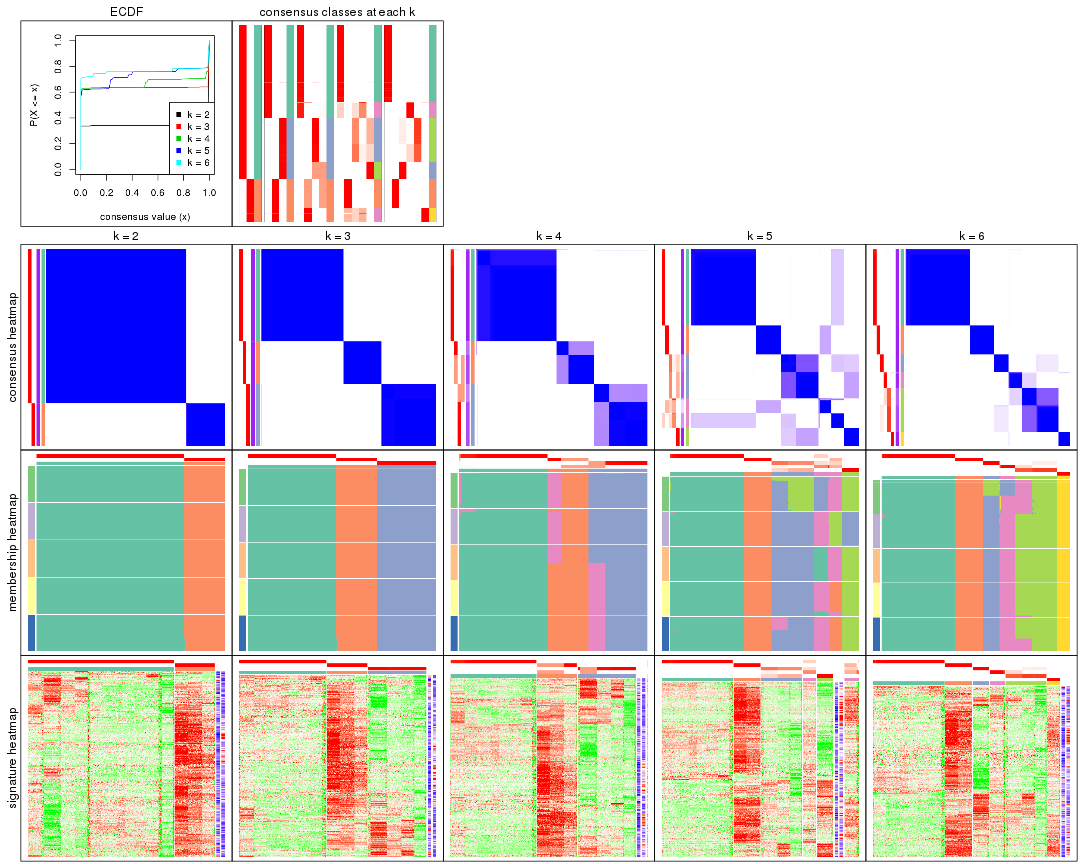 ECDF
consensus classes at each k
P(X <= x)
0.0 0.2 0.4 0.6 0.8 1.0
k = 2
k = 3
k = 4
k = 5
k = 6
0.0 0.2 0.4 0.6 0.8 1.0
consensus value (x)
k = 2
k = 3
k = 4
k = 5
k = 6
consensus heatmap
membership heatmap
signature heatmap